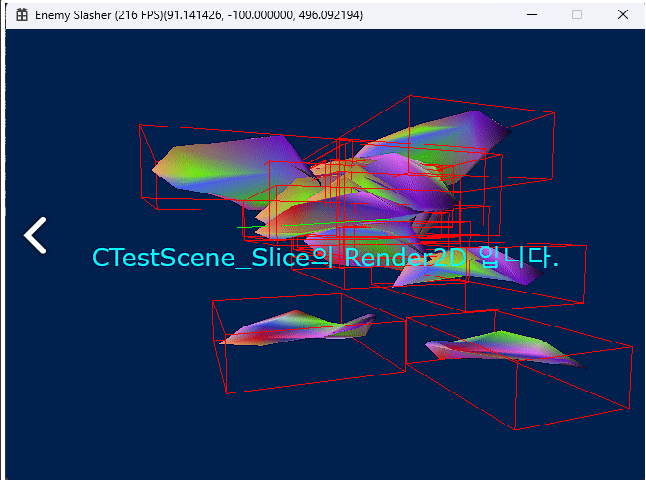 Enemy Slasher (216 FPS)(91.141426, -100.000000, 496.092194)
CTestScene_Slice의 Render2D 입니다.